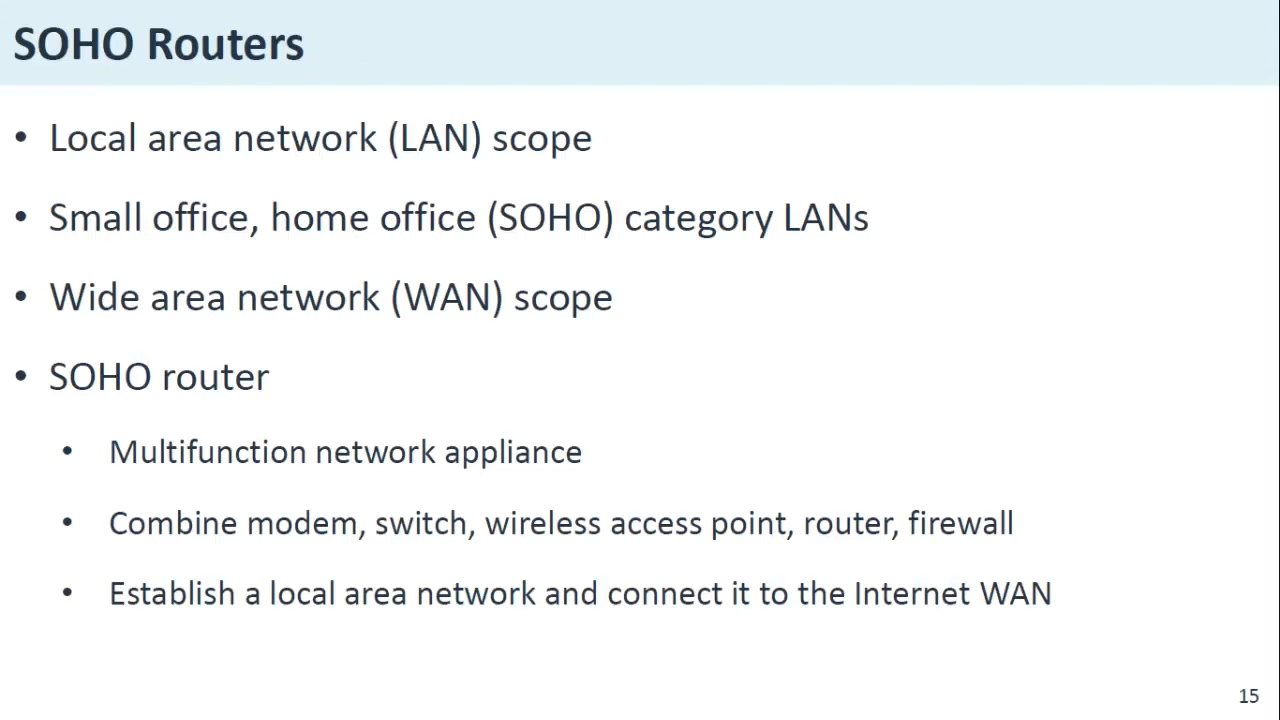 SOHO Routers
• Local area network (LAN) scope
• Small office, home office (SOHO) category LANs
• Wide area network (WAN) scope
• SOHO router
• Multifunction network appliance
• Combine modem, switch, wireless access point, router, firewall
• Establish a local area network and connect it to the Internet WAN
15